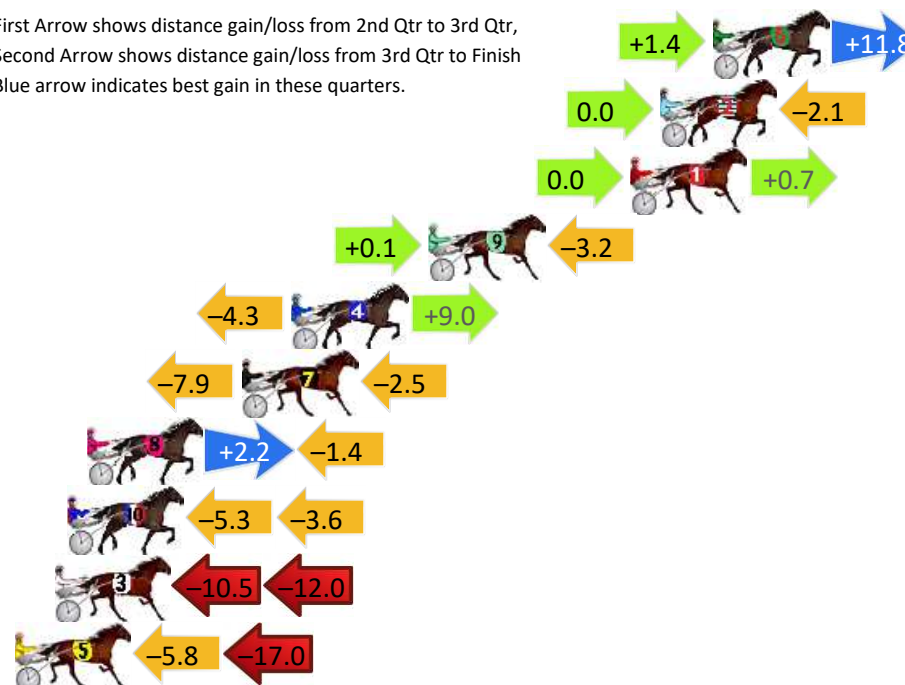 First Arrow shows distance gain/loss from 2nd Qtr to 3rd Qtr,
Second Arrow shows distance gain/loss from 3rd Qtr to Finish
Blue arrow indicates best gain in these quarters.
+1.4 6 +11.8
0.0 2 –2.1
0.0 1 +0.7
+0.1 9 –3.2
–4.3 4 +9.0
–7.9 7 –2.5
8 +2.2 –1.4
10 –5.3 –3.6
3 –10.5 –12.0
5 –5.8 –17.0